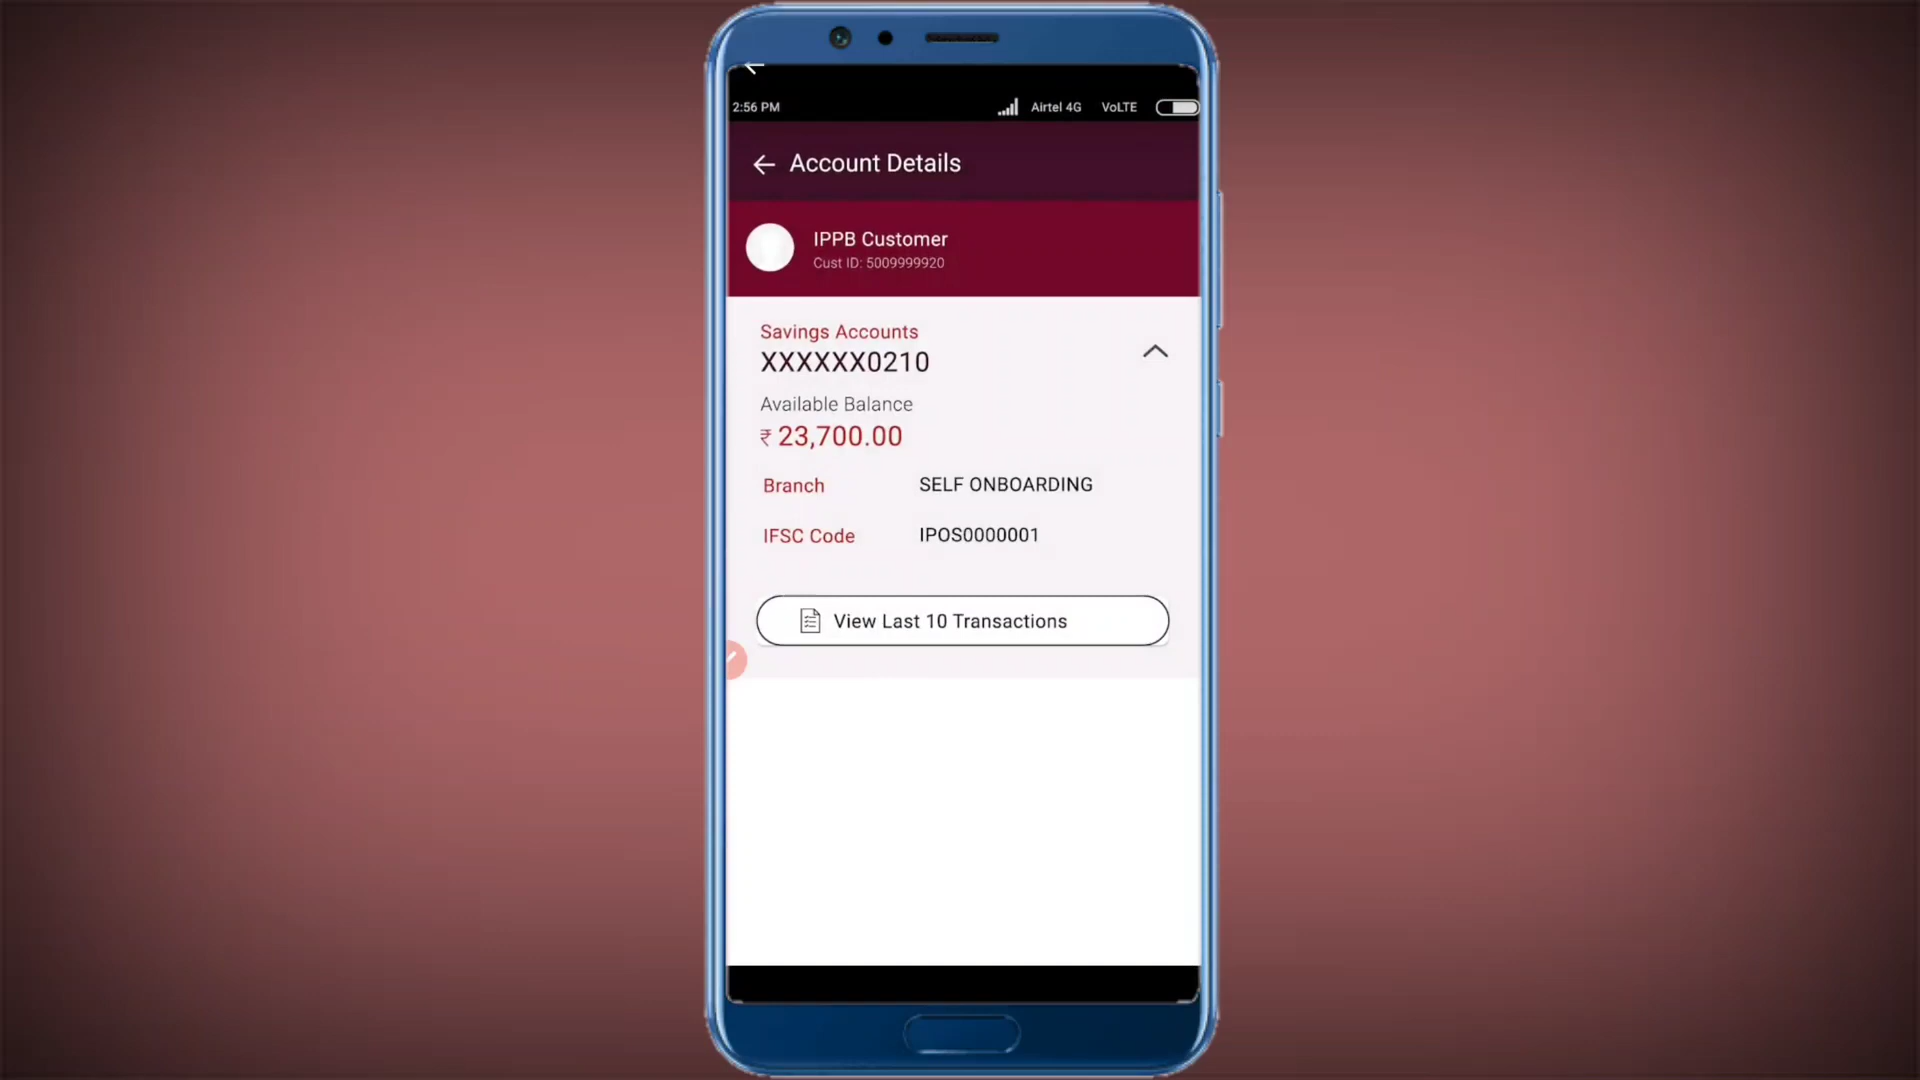 2:56 PM Airtel 4G VoLTE
Account Details
IPPB Customer
Cust ID: 5009999920
Savings Accounts
XXXXXX0210
Available Balance
₹ 23,700.00
Branch SELF ONBOARDING
IFSC Code IPOS0000001
View Last 10 Transactions